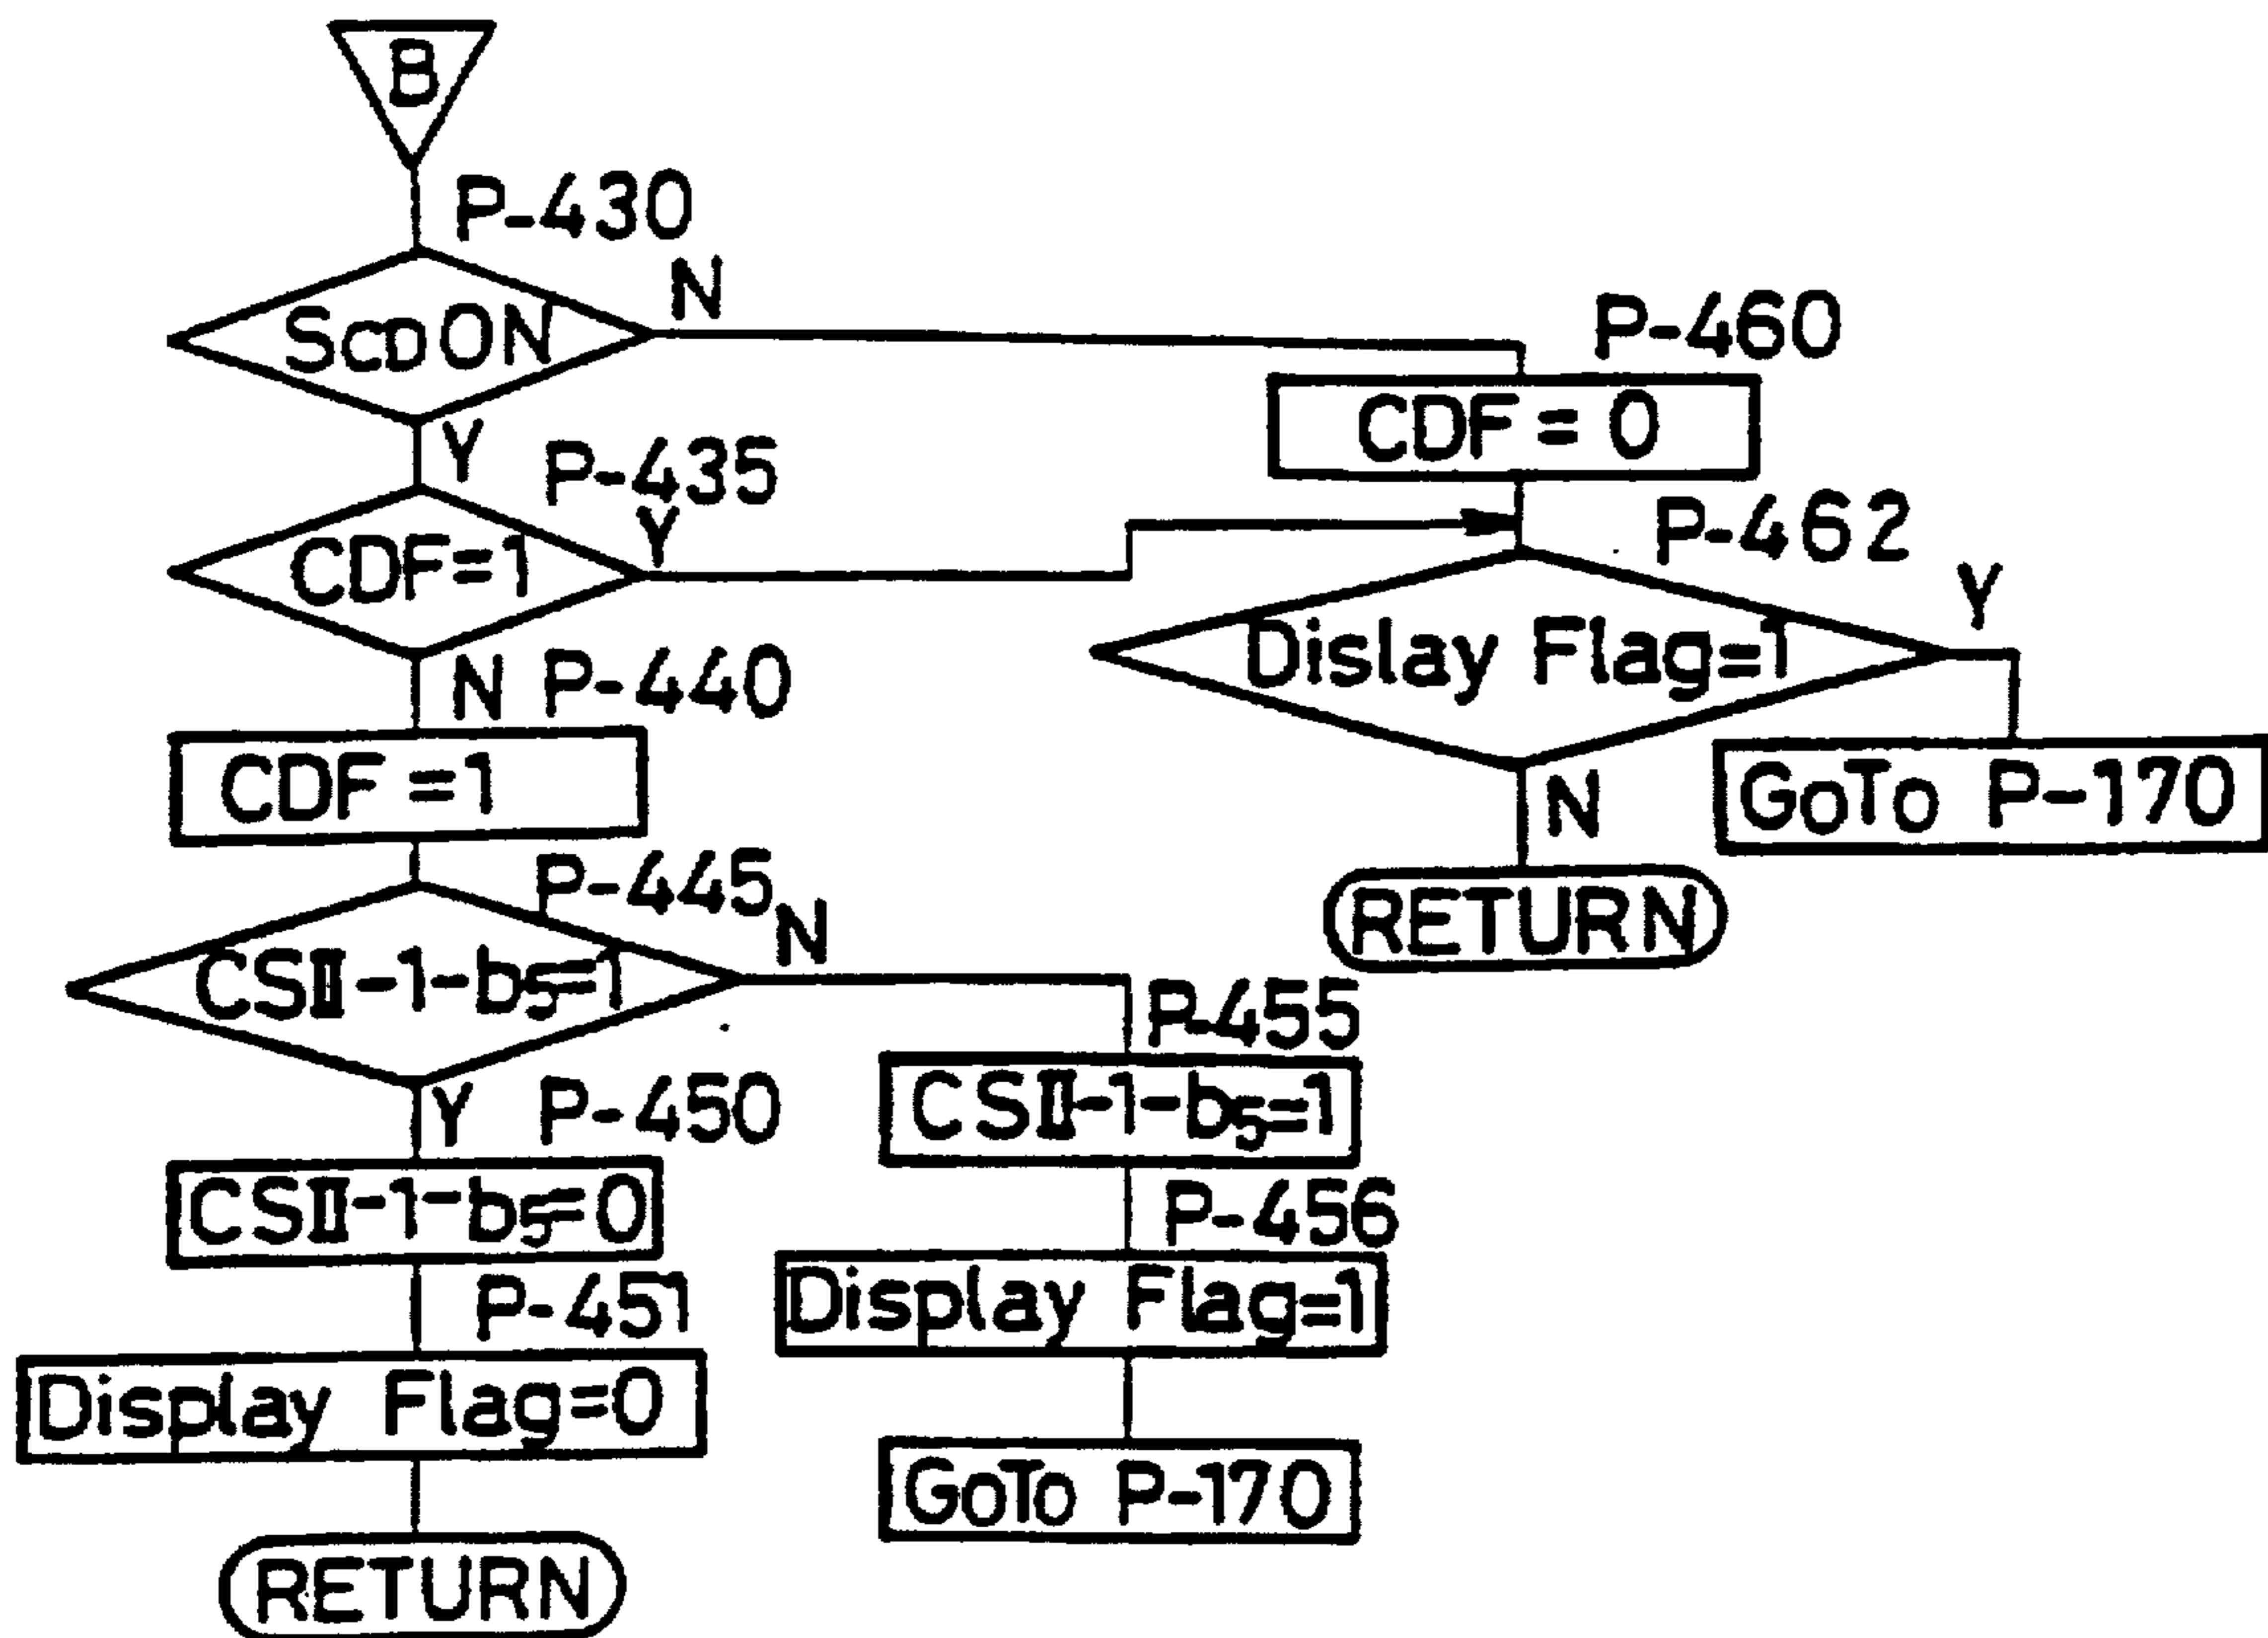 B
P-430
SCD ON
N
Y
P-435
CDF=1
Y
N
P-440
CDF=1
P-445
CSII-1-b5=1
N
Y
P-450
CSII-1-b5=0
P-451
Display Flag=0
RETURN
P-455
CSII-1-b5=1
P-456
Display Flag=1
GoTo P-170
P-460
CDF=0
P-462
Dislay Flag=1
Y
N
GoTo P-170
RETURN